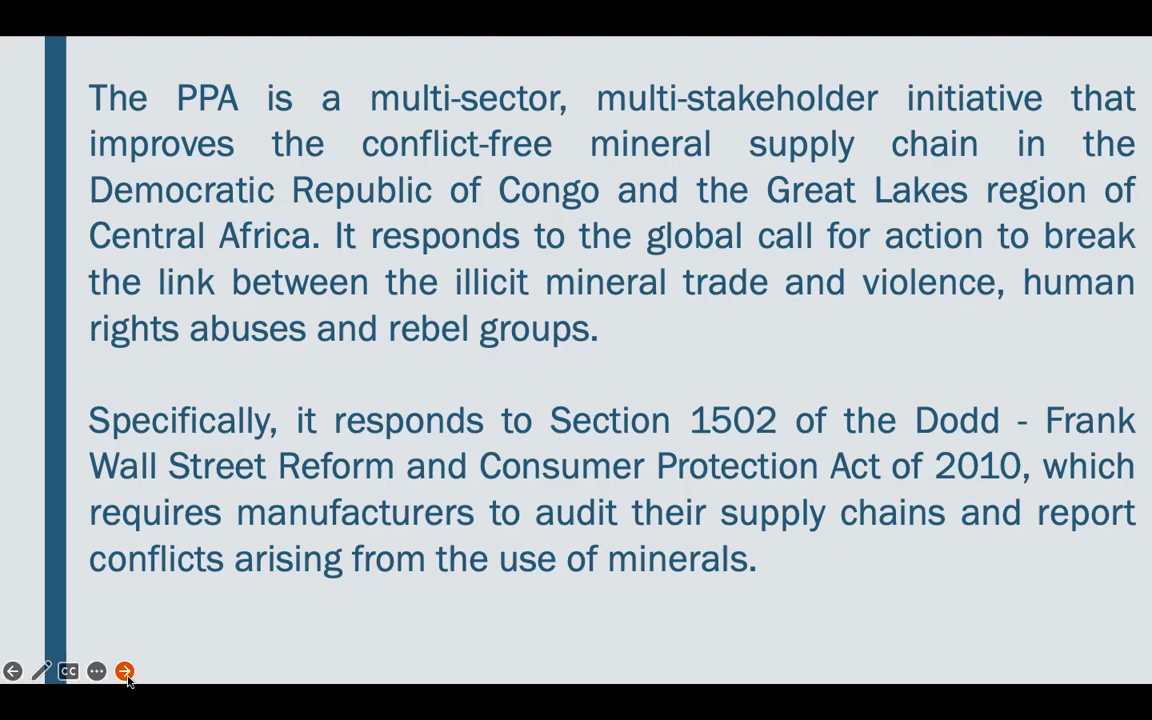 The PPA is a multi-sector, multi-stakeholder initiative that
improves the conflict-free mineral supply chain in the
Democratic Republic of Congo and the Great Lakes region of
Central Africa. It responds to the global call for action to break
the link between the illicit mineral trade and violence, human
rights abuses and rebel groups.
Specifically, it responds to Section 1502 of the Dodd - Frank
Wall Street Reform and Consumer Protection Act of 2010, which
requires manufacturers to audit their supply chains and report
conflicts arising from the use of minerals.
CC